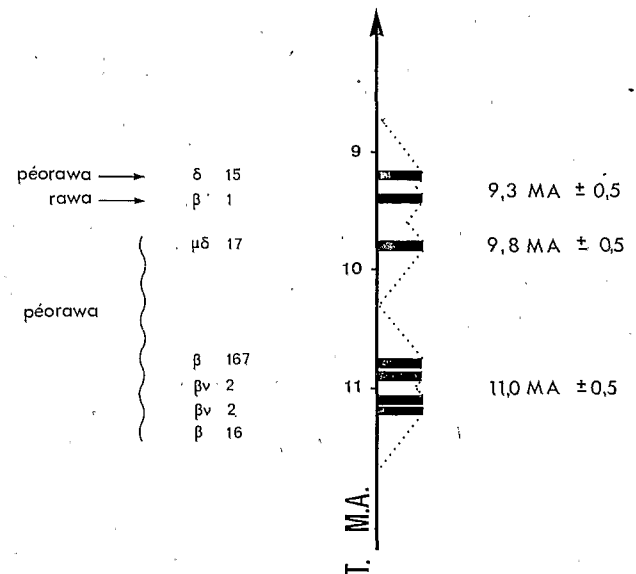 9
péorawa δ 15
rawa β 1
9,3 MA ± 0,5
μδ 17
9,8 MA ± 0,5
10
péorawa
β 167
βν 2
11
11,0 MA ±0,5
βν 2
β 16
T. M.A.